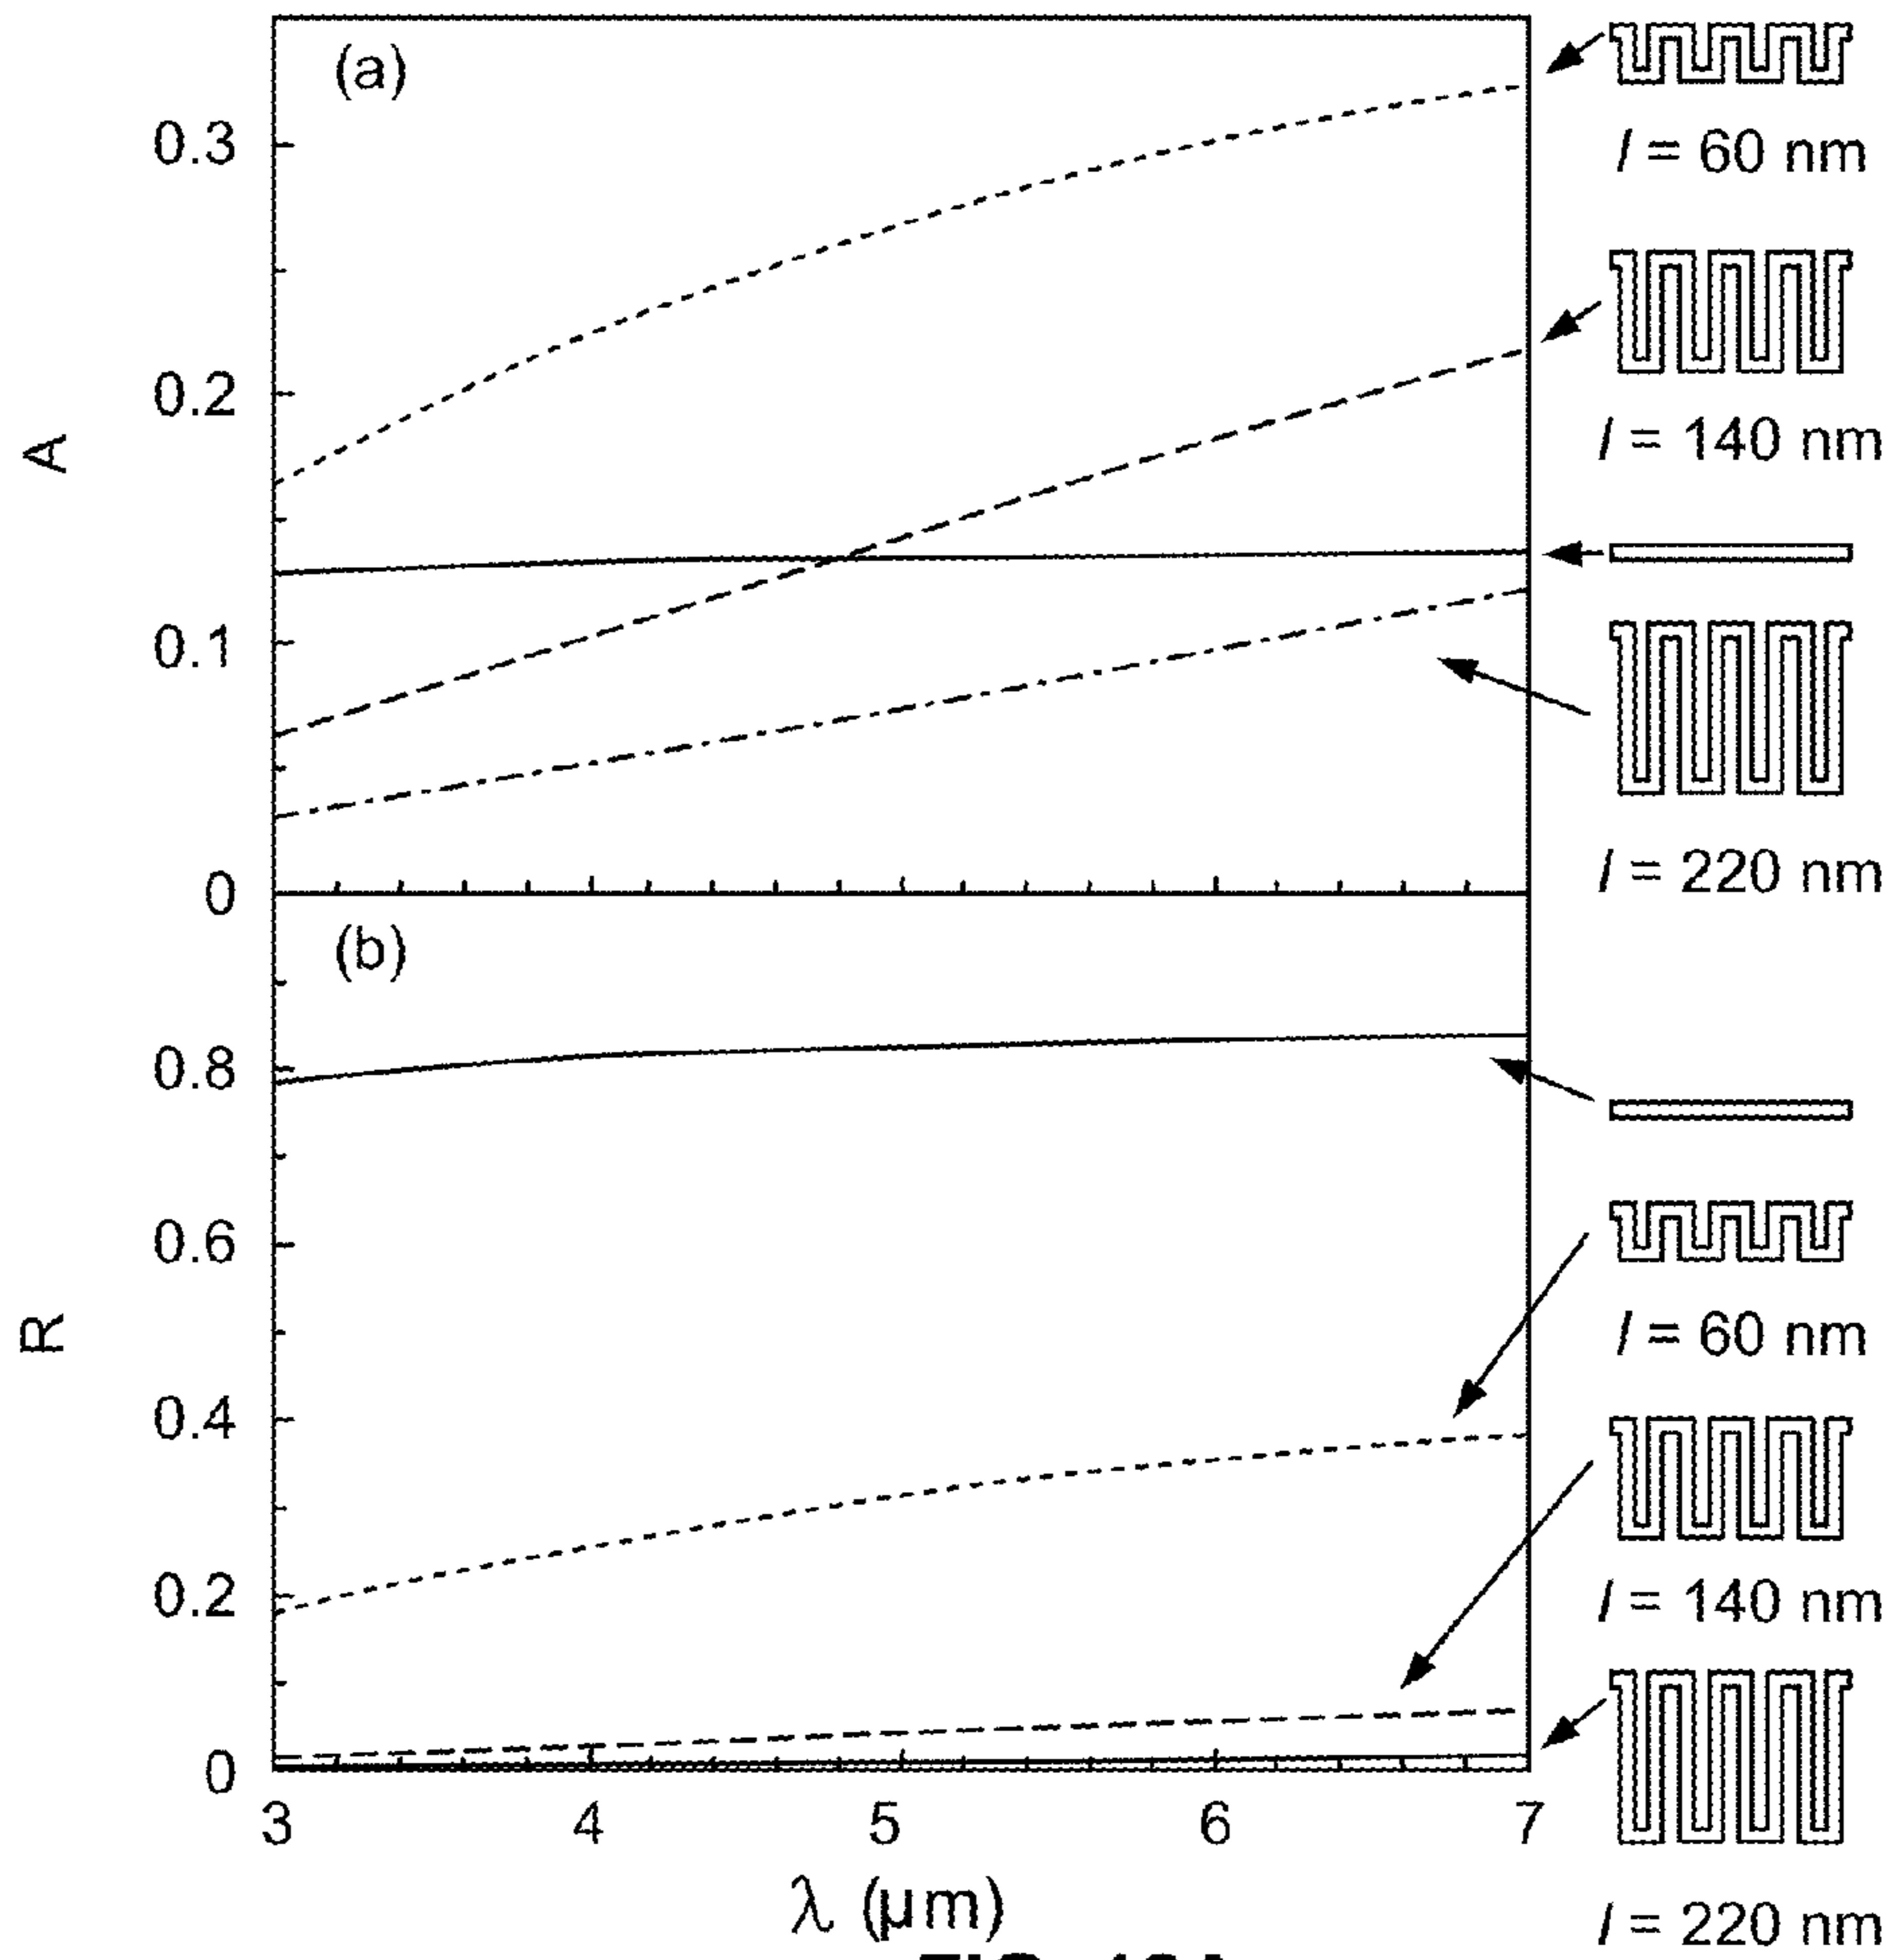 (a)
0.3
0.2
0.1
0
A
l = 60 nm
l = 140 nm
l = 220 nm
(b)
0.8
0.6
0.4
0.2
0
R
l = 60 nm
l = 140 nm
l = 220 nm
3 4 5 6 7
λ (μm)